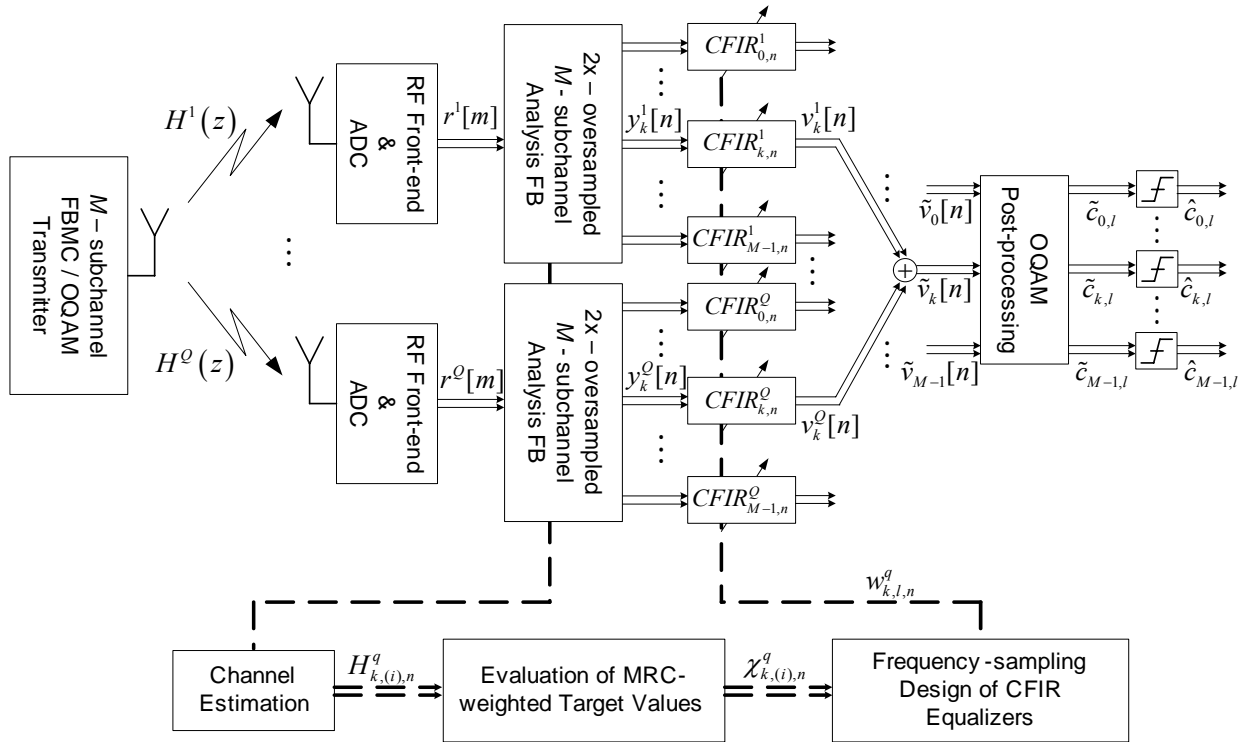 M – subchannel
FBMC / OQAM
Transmitter
H^1(z)
⋯
H^Q(z)
RF Front-end
&
ADC
r^1[m]
2x – oversampled
M - subchannel
Analysis FB
y_k^1[n]
CFIR_{0,n}^1
CFIR_{k,n}^1
CFIR_{M-1,n}^1
v_k^1[n]
RF Front-end
&
ADC
r^Q[m]
2x – oversampled
M - subchannel
Analysis FB
y_k^Q[n]
CFIR_{0,n}^Q
CFIR_{k,n}^Q
CFIR_{M-1,n}^Q
v_k^Q[n]
+
ṽ_0[n]
ṽ_k[n]
ṽ_{M-1}[n]
OQAM
Post-processing
c̃_{0,l}
ĉ_{0,l}
c̃_{k,l}
ĉ_{k,l}
c̃_{M-1,l}
ĉ_{M-1,l}
w_{k,l,n}^q
Channel
Estimation
H_{k,(i),n}^q
Evaluation of MRC-
weighted Target Values
χ_{k,(i),n}^q
Frequency -sampling
Design of CFIR
Equalizers